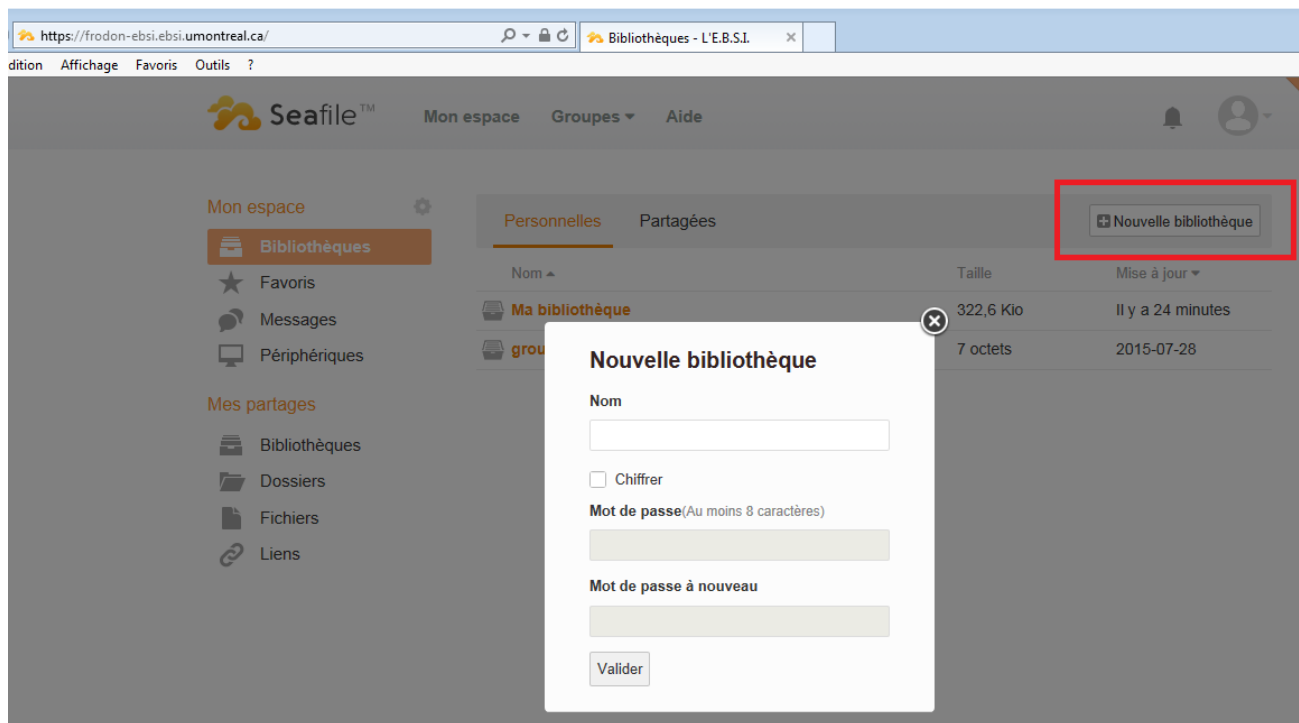 https://frodon-ebsi.ebsi.umontreal.ca/
Bibliothèques - L'E.B.S.I.
dition Affichage Favoris Outils ?
Seafile™ Mon espace Groupes Aide
Mon espace
Bibliothèques
Favoris
Messages
Périphériques
Mes partages
Bibliothèques
Dossiers
Fichiers
Liens
Personnelles Partagées
Nouvelle bibliothèque
Nom Taille Mise à jour
Ma bibliothèque 322,6 Kio Il y a 24 minutes
grou 7 octets 2015-07-28
Nouvelle bibliothèque
Nom
Chiffrer
Mot de passe(Au moins 8 caractères)
Mot de passe à nouveau
Valider